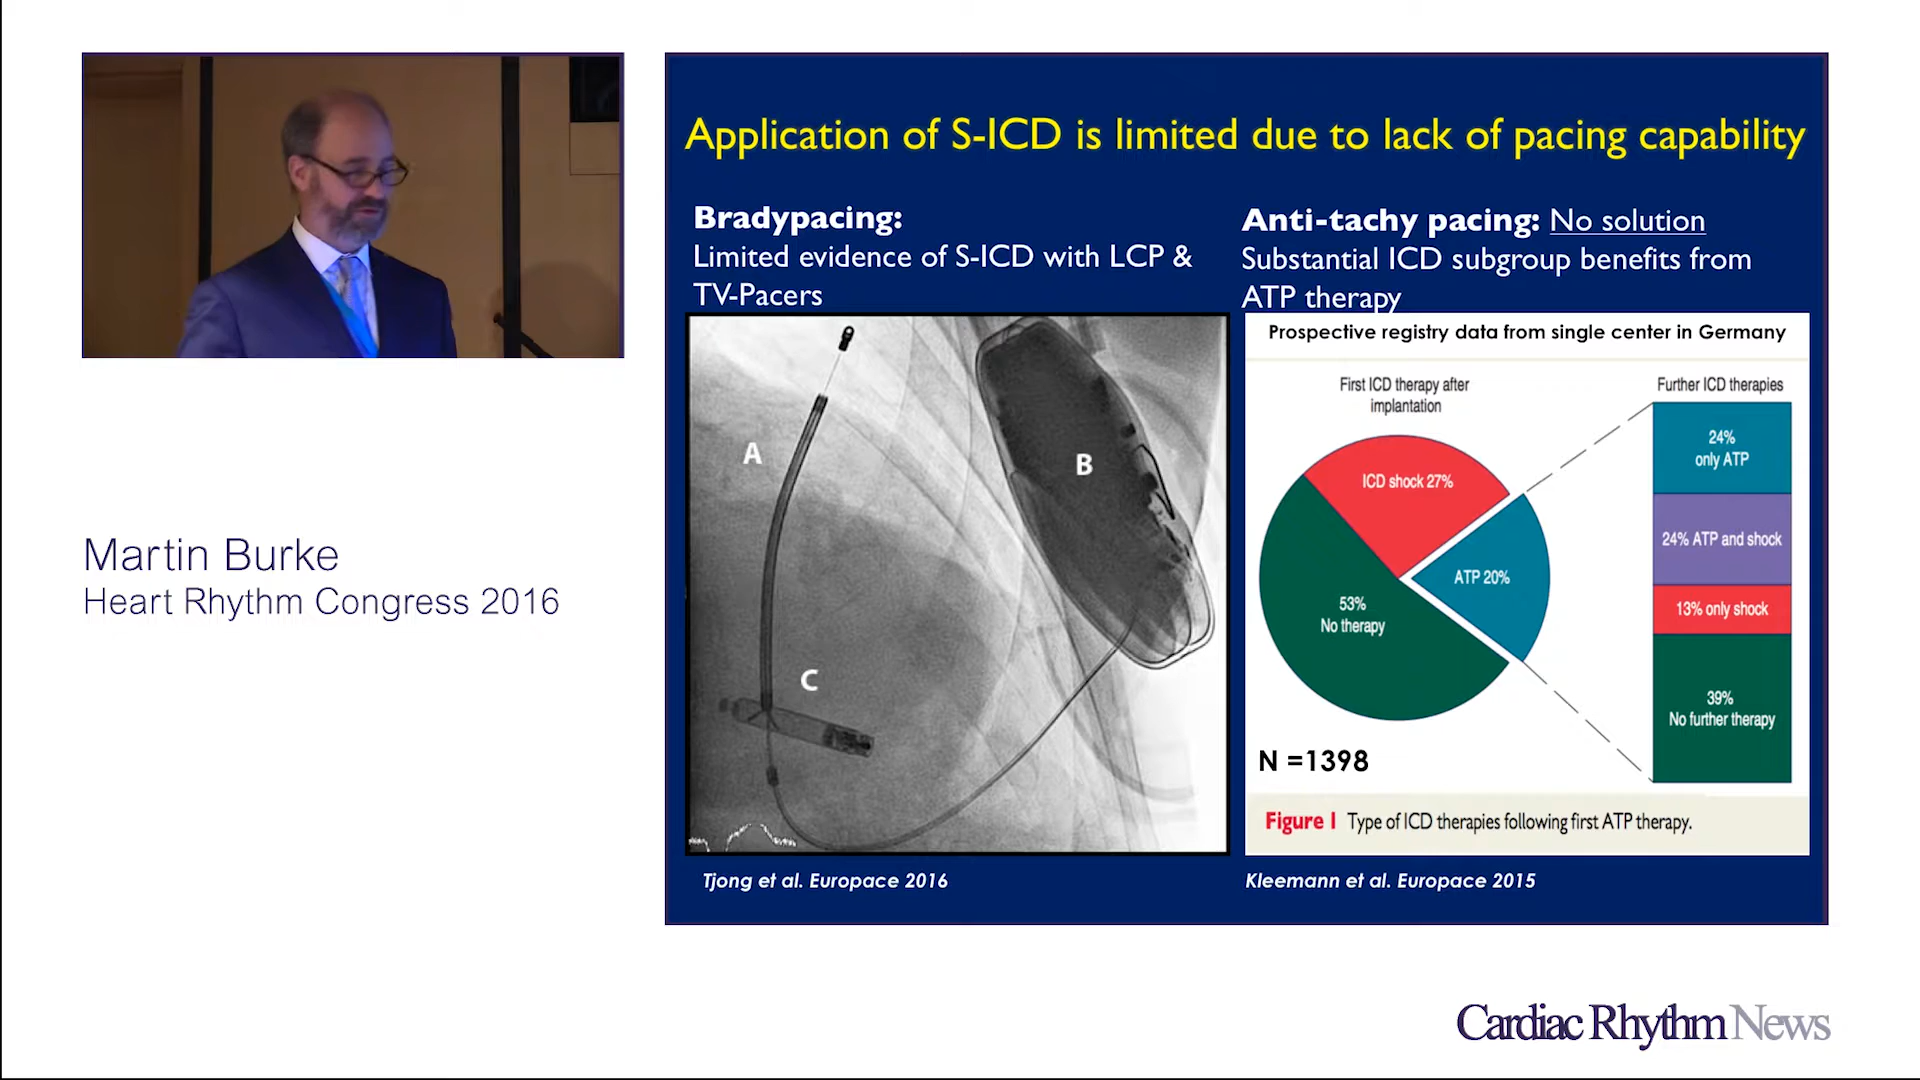 Application of S-ICD is limited due to lack of pacing capability
Bradypacing:
Limited evidence of S-ICD with LCP &
TV-Pacers
A
B
C
Tjong et al. Europace 2016
Anti-tachy pacing: No solution
Substantial ICD subgroup benefits from
ATP therapy
Prospective registry data from single center in Germany
First ICD therapy after
implantation
ICD shock 27%
ATP 20%
53%
No therapy
N =1398
Further ICD therapies
24%
only ATP
24% ATP and shock
13% only shock
39%
No further therapy
Figure 1 Type of ICD therapies following first ATP therapy.
Kleemann et al. Europace 2015
Martin Burke
Heart Rhythm Congress 2016
Cardiac Rhythm News